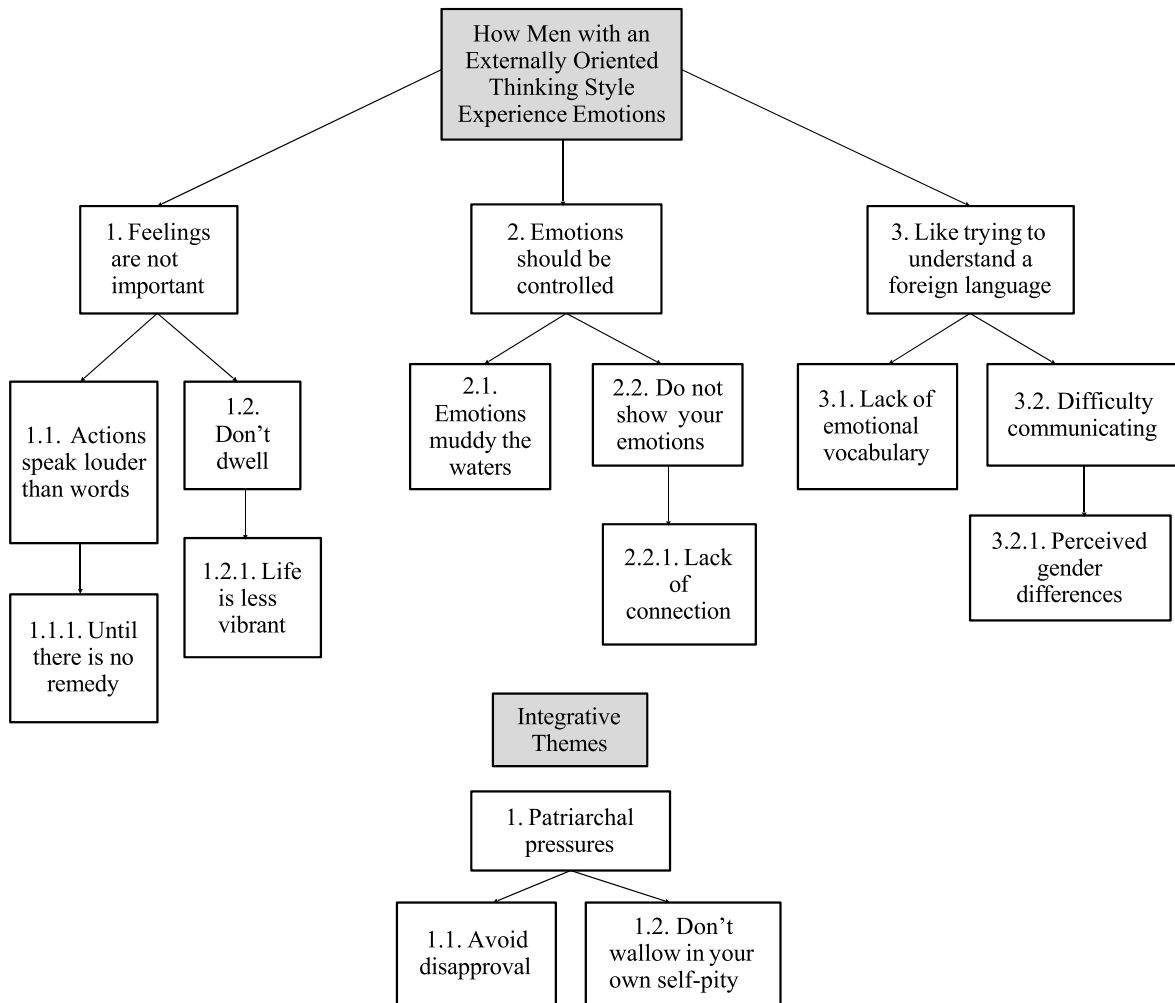 How Men with an
Externally Oriented
Thinking Style
Experience Emotions
1. Feelings
are not
important
2. Emotions
should be
controlled
3. Like trying to
understand a
foreign language
1.1. Actions
speak louder
than words
1.2.
Don’t
dwell
2.1.
Emotions
muddy the
waters
2.2. Do not
show your
emotions
3.1. Lack of
emotional
vocabulary
3.2. Difficulty
communicating
1.1.1. Until
there is no
remedy
1.2.1. Life
is less
vibrant
2.2.1. Lack
of
connection
3.2.1. Perceived
gender
differences
Integrative
Themes
1. Patriarchal
pressures
1.1. Avoid
disapproval
1.2. Don’t
wallow in your
own self-pity